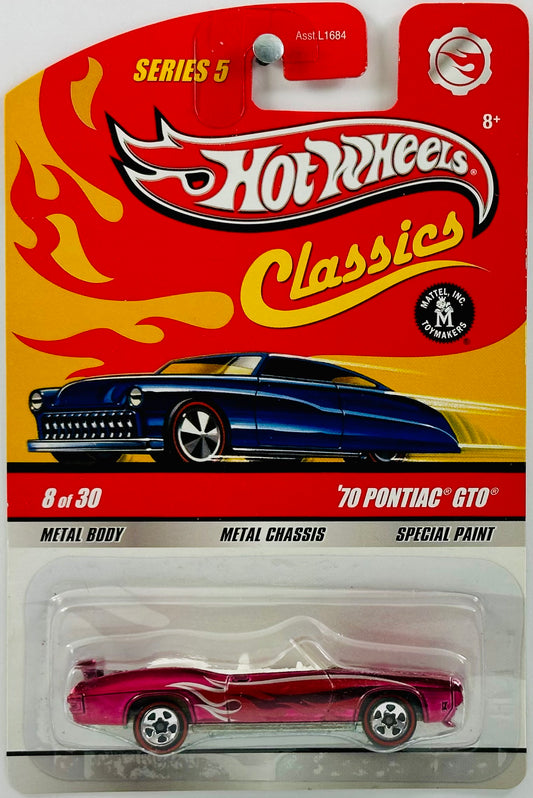 Asst.L1684
SERIES 5
8+
HOT WHEELS®
Classics
MATTEL, INC.
M
TOYMAKERS®
8 of 30
'70 PONTIAC® GTO®
METAL BODY METAL CHASSIS SPECIAL PAINT